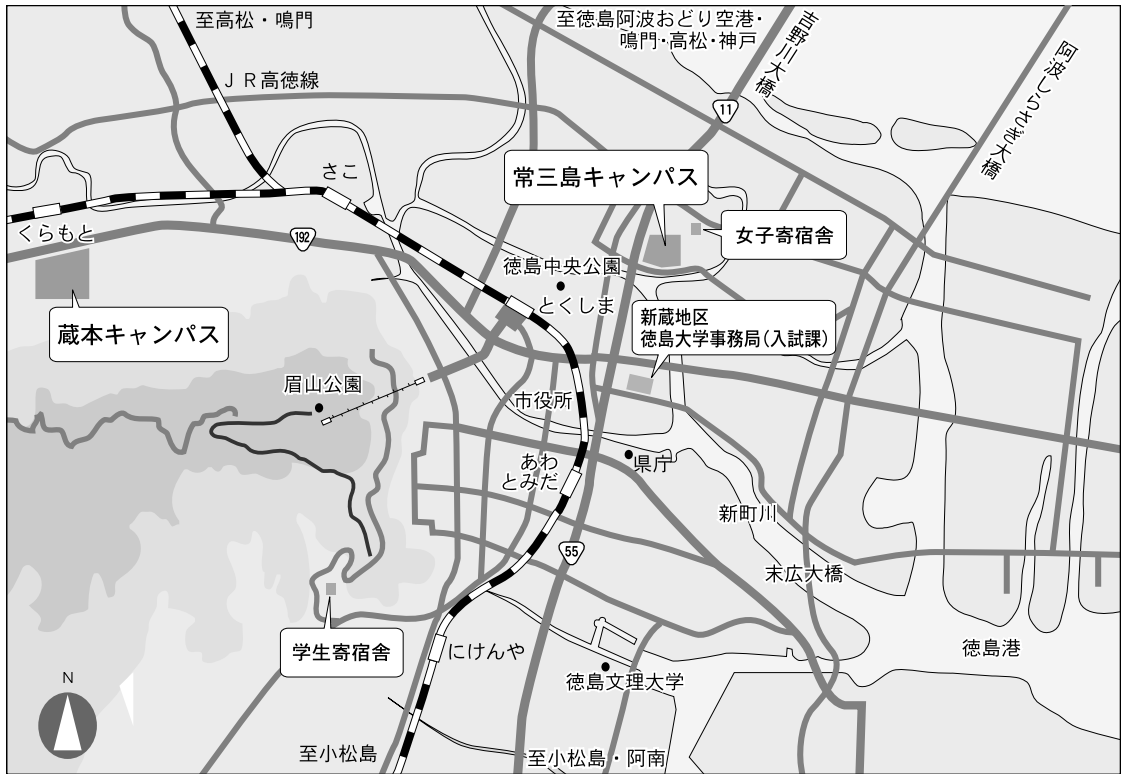 至高松・鳴門
至徳島阿波おどり空港・
鳴門・高松・神戸
吉野川大橋
阿波しらさぎ大橋
ＪＲ高徳線
11
さこ
常三島キャンパス
くらもと
192
女子寄宿舎
徳島中央公園
とくしま
蔵本キャンパス
新蔵地区
徳島大学事務局(入試課)
眉山公園
市役所
あわ
とみだ
県庁
新町川
55
末広大橋
学生寄宿舎
にけんや
徳島港
徳島文理大学
N
至小松島
至小松島・阿南